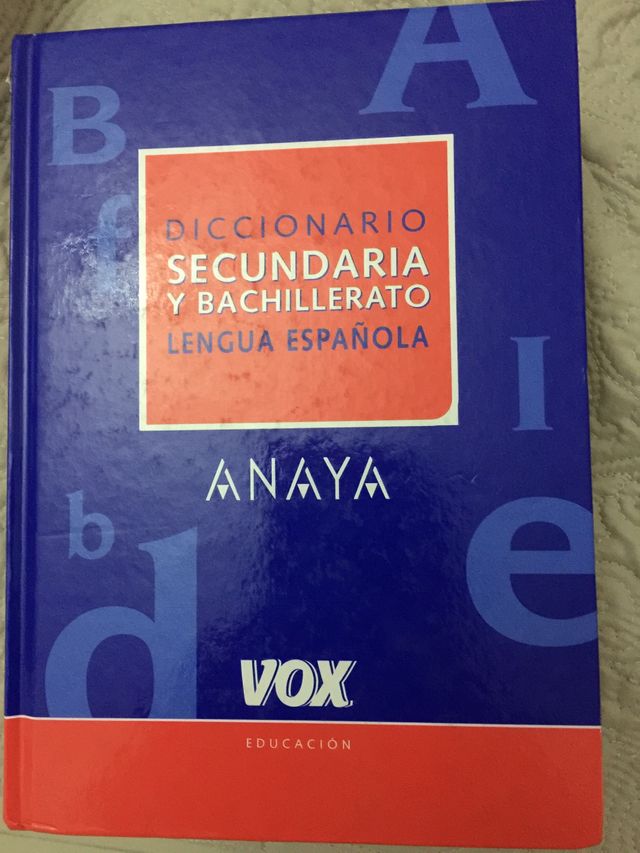 A
B
f
DICCIONARIO
SECUNDARIA
Y BACHILLERATO
LENGUA ESPAÑOLA
I
ANAYA
b
e
d
VOX
EDUCACIÓN